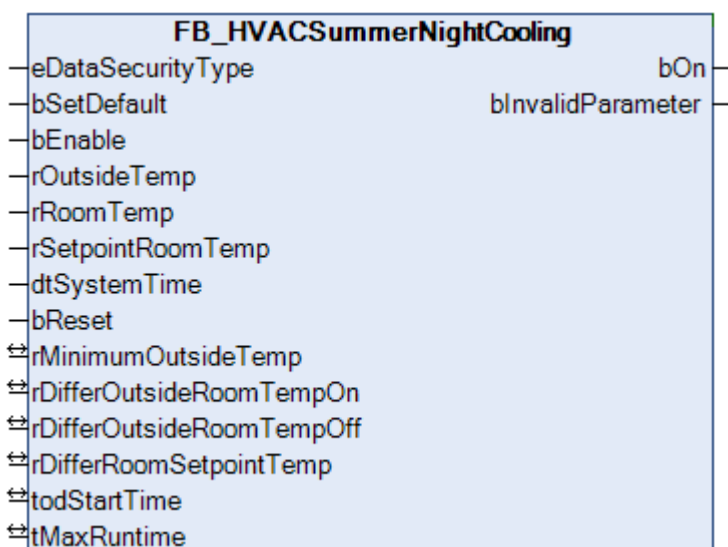 FB_HVACSummerNightCooling
eDataSecurityType bOn
bSetDefault bInvalidParameter
bEnable
rOutsideTemp
rRoomTemp
rSetpointRoomTemp
dtSystemTime
bReset
rMinimumOutsideTemp
rDifferOutsideRoomTempOn
rDifferOutsideRoomTempOff
rDifferRoomSetpointTemp
todStartTime
tMaxRuntime